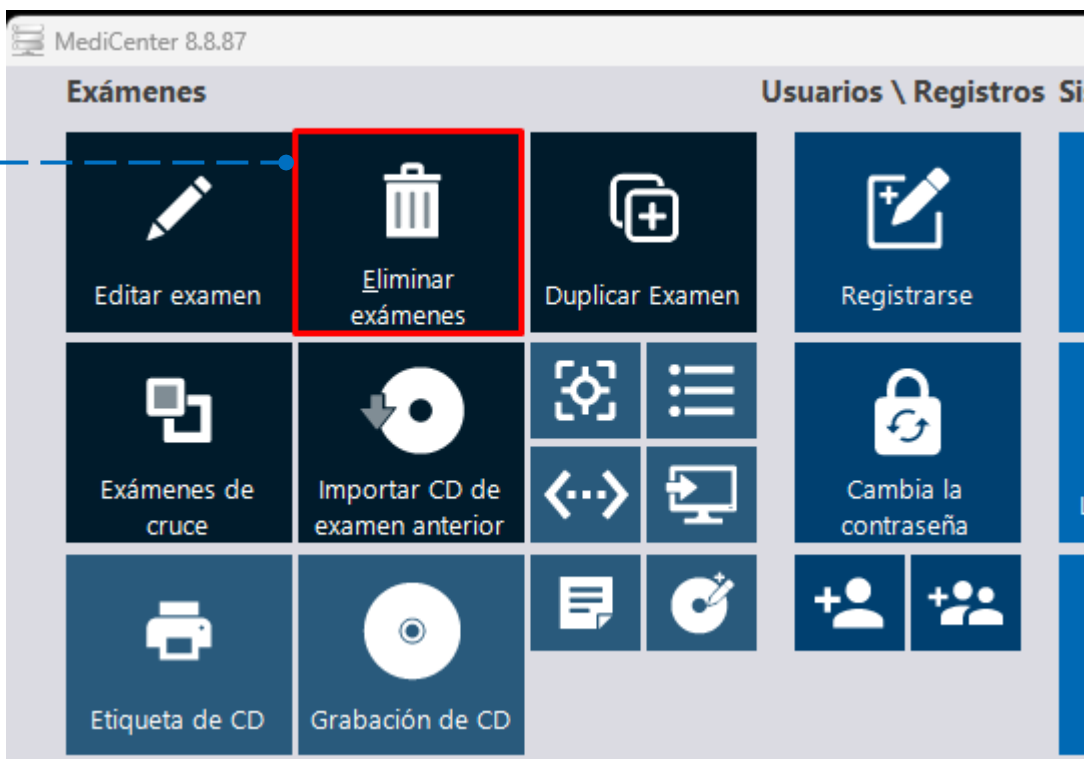 MediCenter 8.8.87
Exámenes
Usuarios \ Registros
Editar examen
Eliminar
exámenes
Duplicar Examen
Registrarse
Exámenes de
cruce
Importar CD de
examen anterior
Cambia la
contraseña
Etiqueta de CD
Grabación de CD